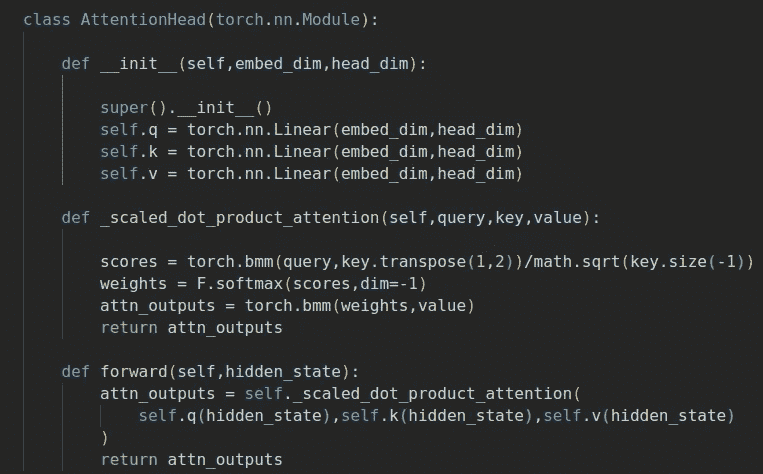 class AttentionHead(torch.nn.Module):
def __init__(self,embed_dim,head_dim):
super().__init__()
self.q = torch.nn.Linear(embed_dim,head_dim)
self.k = torch.nn.Linear(embed_dim,head_dim)
self.v = torch.nn.Linear(embed_dim,head_dim)
def _scaled_dot_product_attention(self,query,key,value):
scores = torch.bmm(query,key.transpose(1,2))/math.sqrt(key.size(-1))
weights = F.softmax(scores,dim=-1)
attn_outputs = torch.bmm(weights,value)
return attn_outputs
def forward(self,hidden_state):
attn_outputs = self._scaled_dot_product_attention(
self.q(hidden_state),self.k(hidden_state),self.v(hidden_state)
)
return attn_outputs